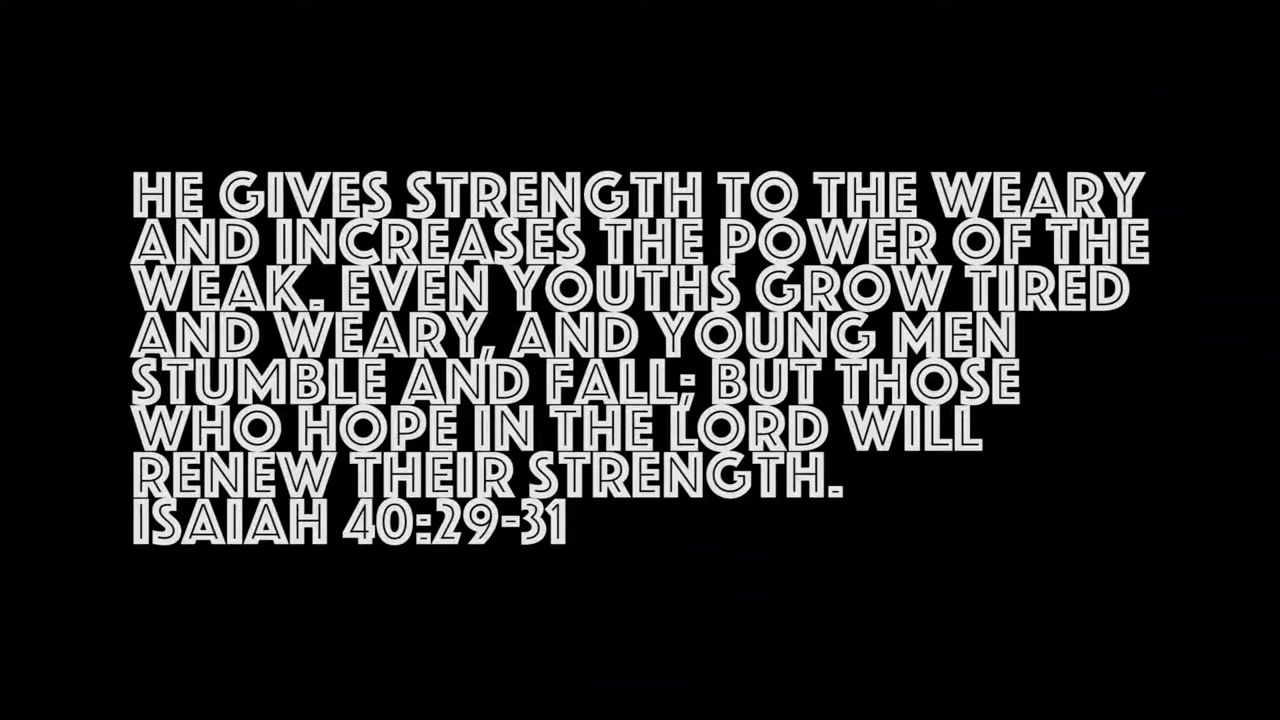 HE GIVES STRENGTH TO THE WEARY
AND INCREASES THE POWER OF THE
WEAK. EVEN YOUTHS GROW TIRED
AND WEARY, AND YOUNG MEN
STUMBLE AND FALL; BUT THOSE
WHO HOPE IN THE LORD WILL
RENEW THEIR STRENGTH.
ISAIAH 40:29-31